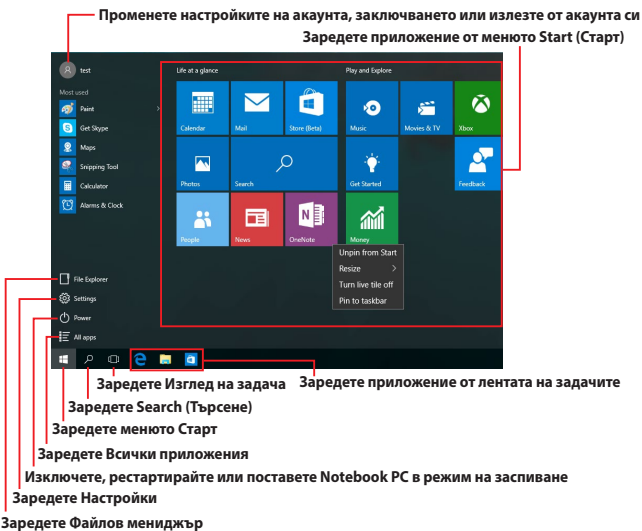 Променете настройките на акаунта, заключването или излезте от акаунта си
Заредете приложение от менюто Start (Старт)
test
Life at a glance
Play and Explore
Most used
Paint
Get Skype
Maps
Snipping Tool
Calculator
Alarms & Clock
Calendar
Mail
Store (Beta)
Music
Movies & TV
Xbox
Photos
Search
Get Started
Feedback
People
News
OneNote
Money
Unpin from Start
Resize
Turn live tile off
Pin to taskbar
File Explorer
Settings
Power
All apps
Заредете Изглед на задача
Заредете приложение от лентата на задачите
Заредете Search (Търсене)
Заредете менюто Старт
Заредете Всички приложения
Изключете, рестартирайте или поставете Notebook PC в режим на заспиване
Заредете Настройки
Заредете Файлов мениджър